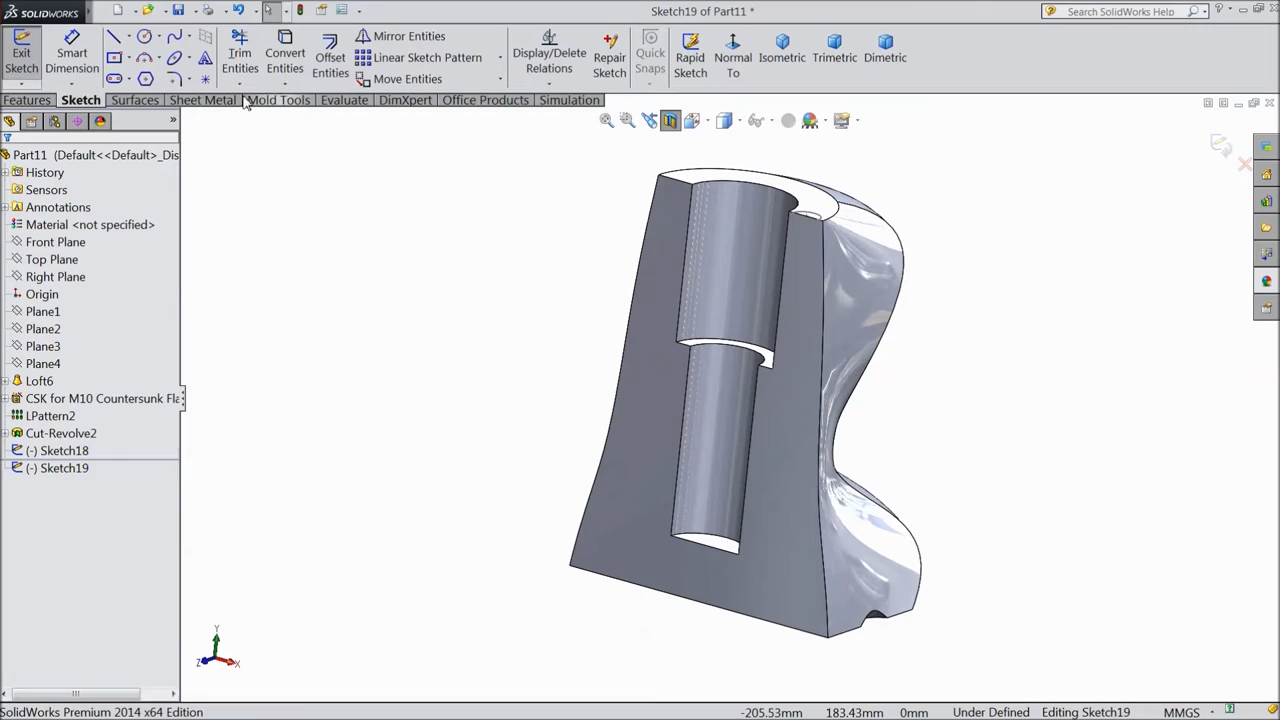 SOLIDWORKS
Sketch19 of Part11 *
Search SolidWorks Help
Exit Sketch
Smart Dimension
Trim Entities
Convert Entities
Offset Entities
Mirror Entities
Linear Sketch Pattern
Move Entities
Display/Delete Relations
Repair Sketch
Quick Snaps
Rapid Sketch
Normal To
Isometric
Trimetric
Dimetric
Features
Sketch
Surfaces
Sheet Metal
Mold Tools
Evaluate
DimXpert
Office Products
Simulation
Part11 (Default<<Default>_Dis
History
Sensors
Annotations
Material <not specified>
Front Plane
Top Plane
Right Plane
Origin
Plane1
Plane2
Plane3
Plane4
Loft6
CSK for M10 Countersunk Fla
LPattern2
Cut-Revolve2
(-) Sketch18
(-) Sketch19
Y
Z
X
SolidWorks Premium 2014 x64 Edition
-205.53mm
183.43mm
0mm
Under Defined
Editing Sketch19
MMGS